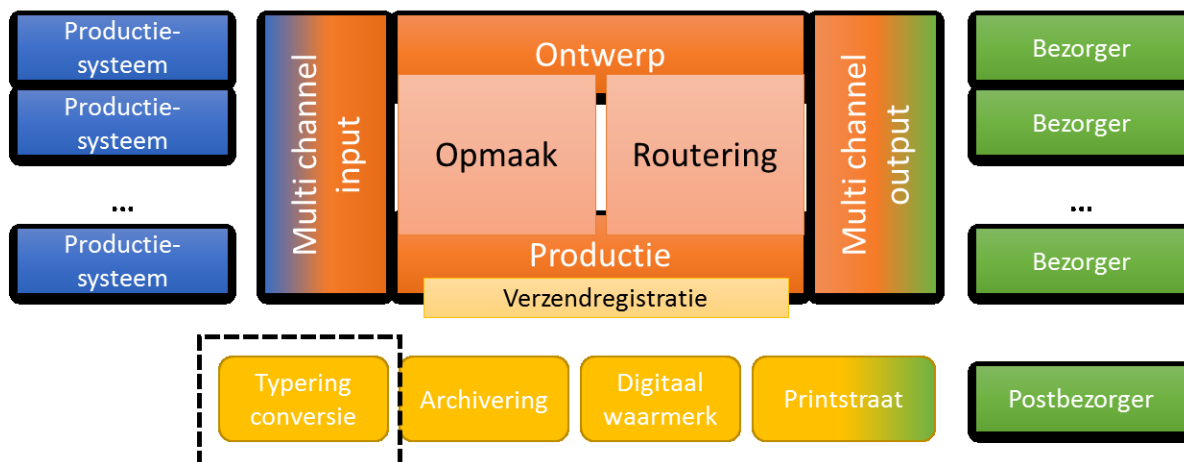 Productie-
systeem
Productie-
systeem
...
Productie-
systeem
Multi channel
input
Ontwerp
Opmaak
Routering
Productie
Verzendregistratie
Multi channel
output
Bezorger
Bezorger
...
Bezorger
Typering
conversie
Archivering
Digitaal
waarmerk
Printstraat
Postbezorger